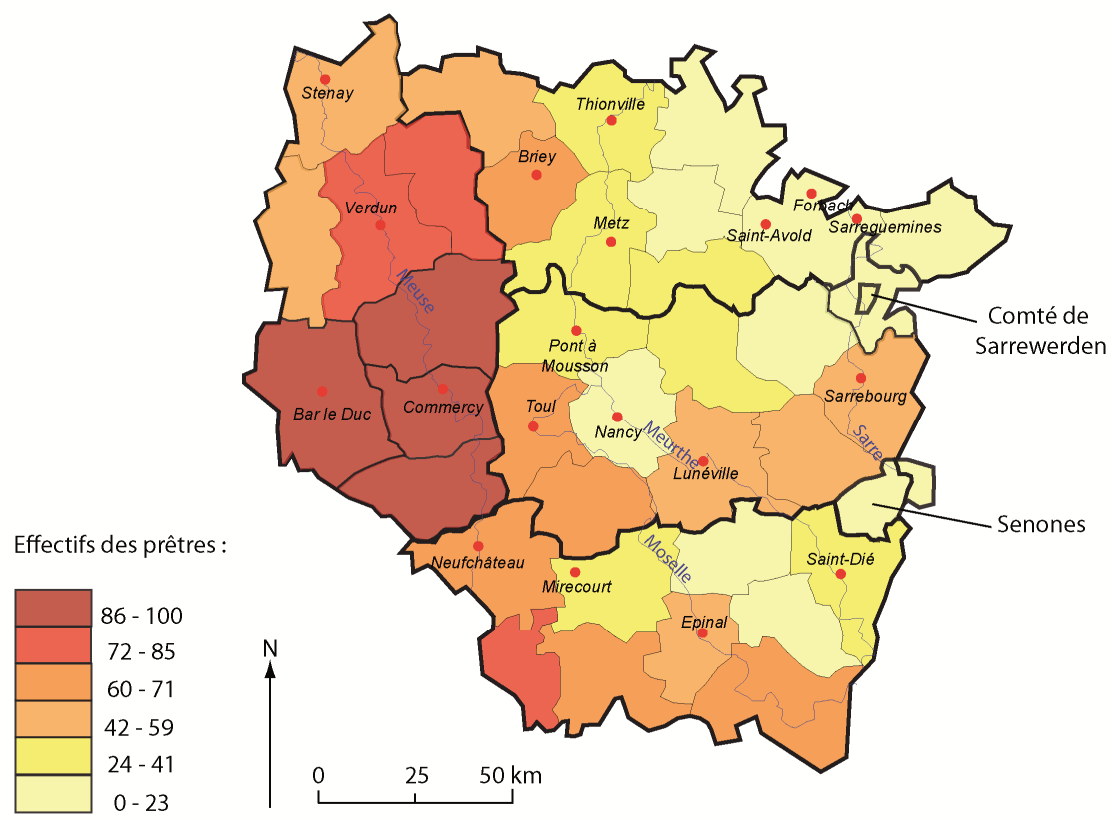 Stenay
Thionville
Briey
Verdun
Metz
Forbach
Saint-Avold
Sarreguemines
Meuse
Comté de
Sarrewerden
Pont à
Mousson
Bar le Duc
Commercy
Toul
Nancy
Meurthe
Lunéville
Sarrebourg
Sarre
Senones
Neufchâteau
Mirecourt
Moselle
Saint-Dié
Epinal
Effectifs des prêtres :
86 - 100
72 - 85
60 - 71
42 - 59
24 - 41
0 - 23
N
0 25 50 km